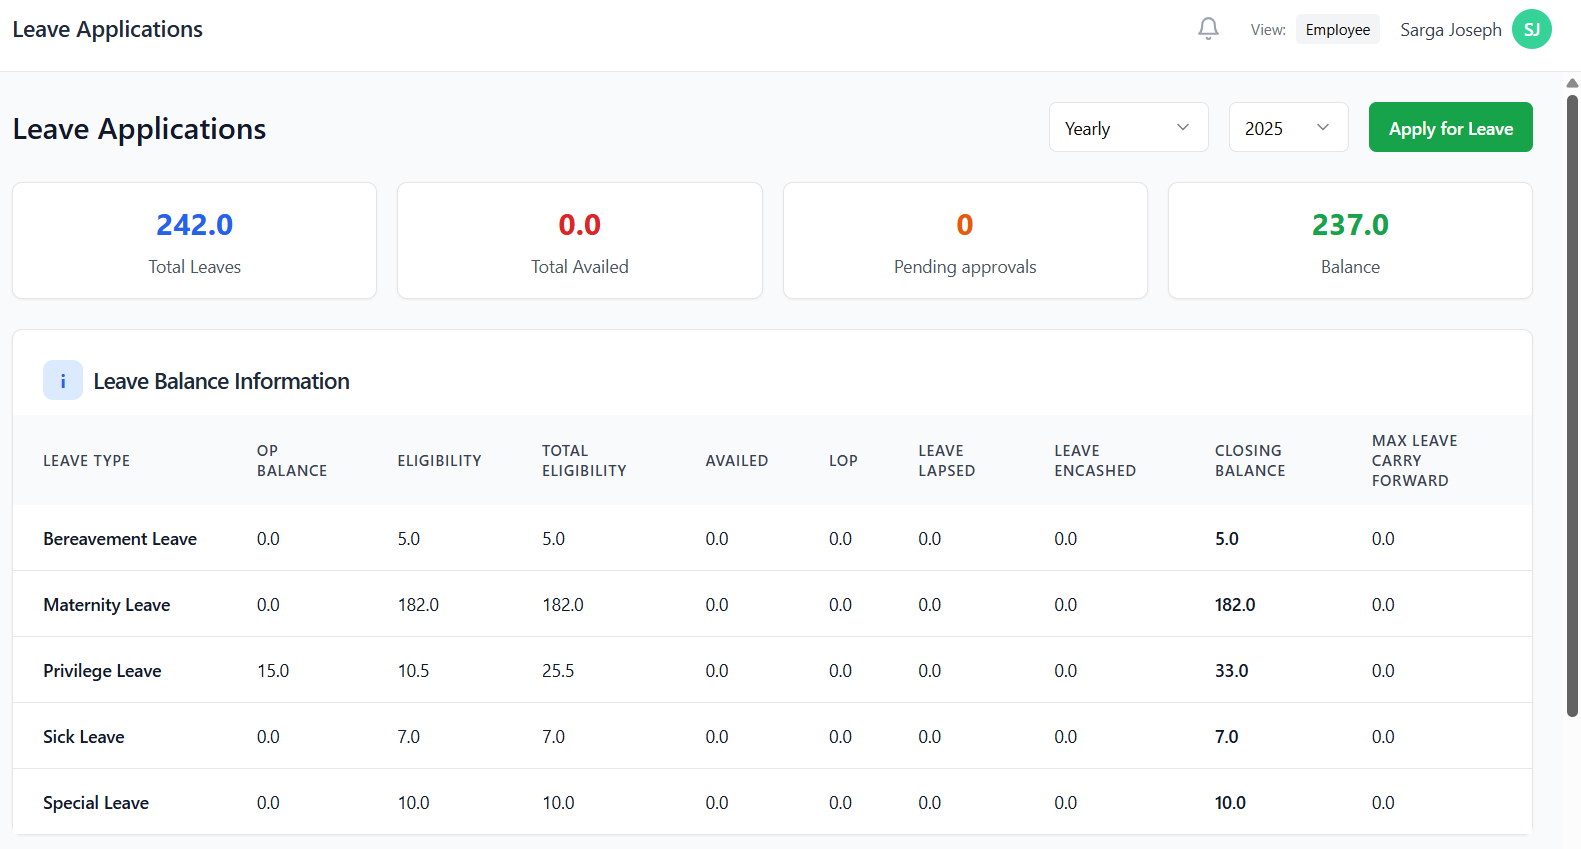 Leave Applications
View: Employee Sarga Joseph SJ
Leave Applications
Yearly 2025 Apply for Leave
242.0 0.0 0 237.0
Total Leaves Total Availed Pending approvals Balance
i Leave Balance Information
LEAVE TYPE OP BALANCE ELIGIBILITY TOTAL ELIGIBILITY AVAILED LOP LEAVE LAPSED LEAVE ENCASHED CLOSING BALANCE MAX LEAVE CARRY FORWARD
Bereavement Leave 0.0 5.0 5.0 0.0 0.0 0.0 0.0 5.0 0.0
Maternity Leave 0.0 182.0 182.0 0.0 0.0 0.0 0.0 182.0 0.0
Privilege Leave 15.0 10.5 25.5 0.0 0.0 0.0 0.0 33.0 0.0
Sick Leave 0.0 7.0 7.0 0.0 0.0 0.0 0.0 7.0 0.0
Special Leave 0.0 10.0 10.0 0.0 0.0 0.0 0.0 10.0 0.0